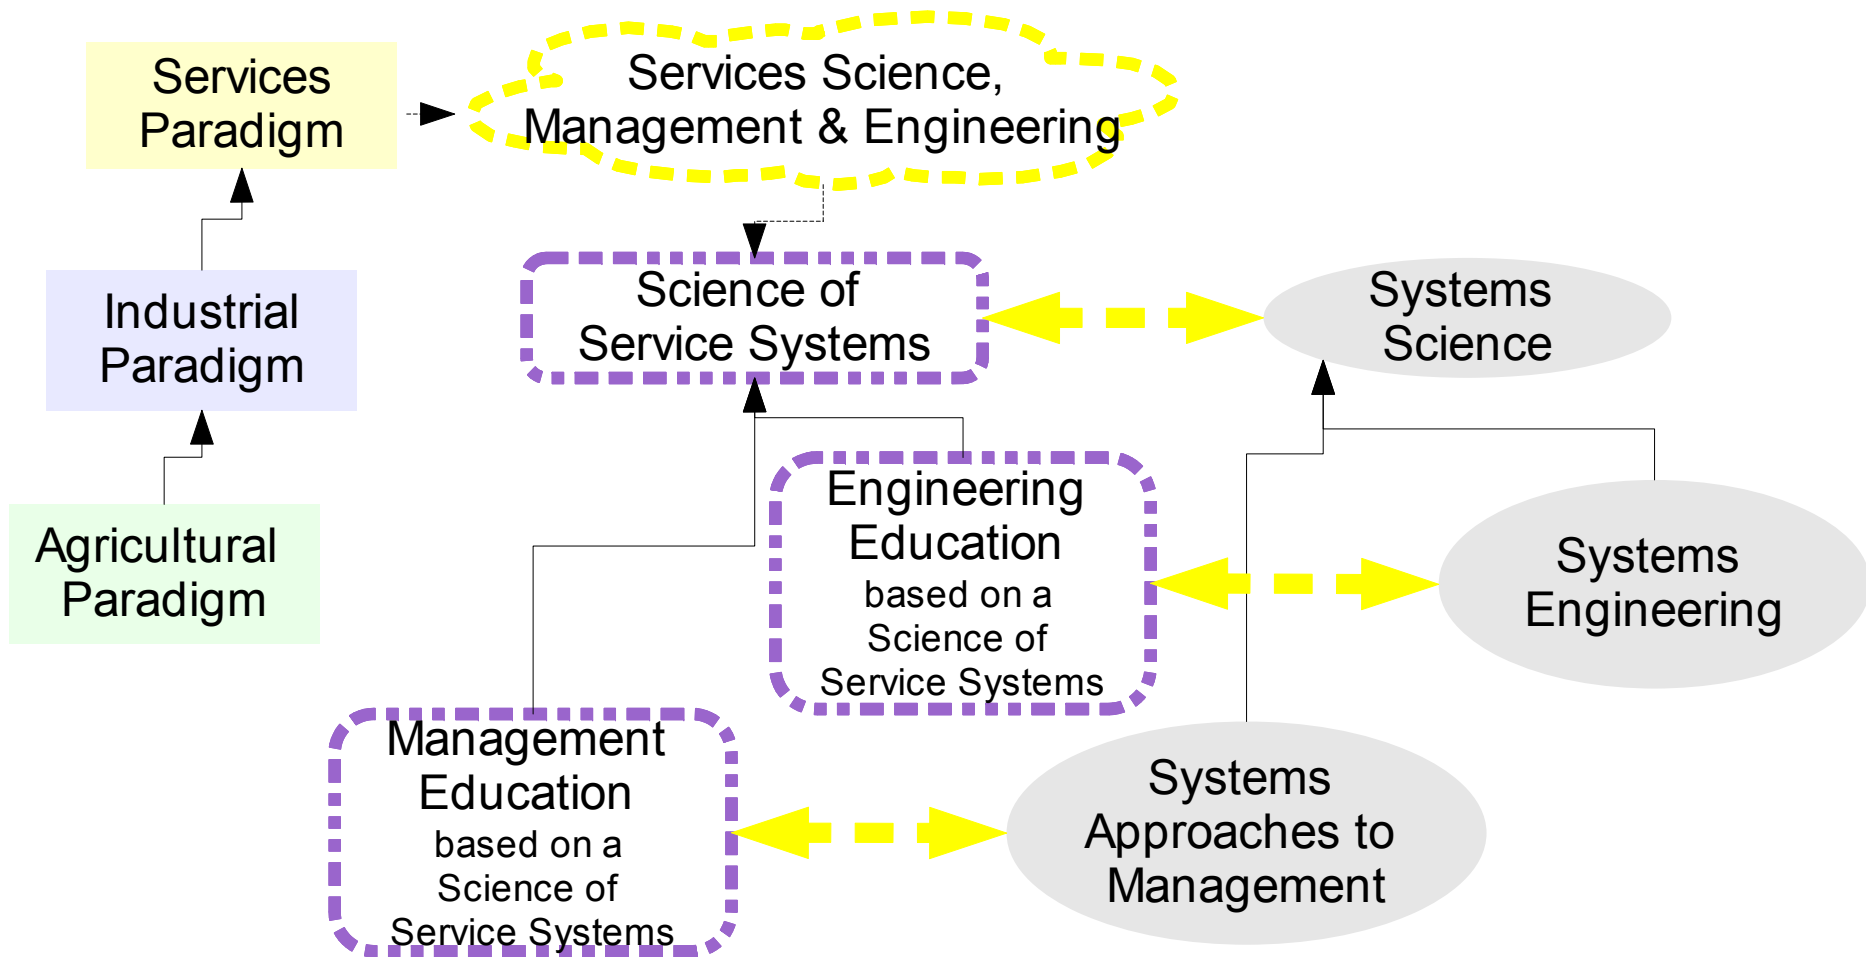 Services
Paradigm
Services Science,
Management & Engineering
Industrial
Paradigm
Science of
Service Systems
Systems
Science
Agricultural
Paradigm
Engineering
Education
based on a
Science of
Service Systems
Systems
Engineering
Management
Education
based on a
Science of
Service Systems
Systems
Approaches to
Management